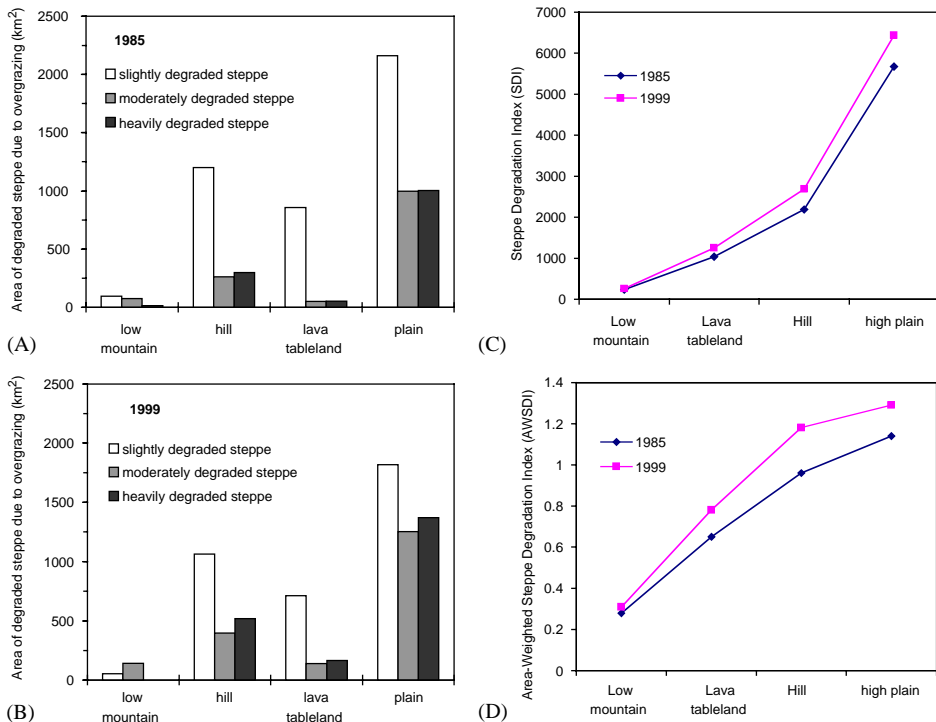 (A)
Area of degraded steppe due to overgrazing (km²)
2500
2000
1500
1000
500
0
1985
slightly degraded steppe
moderately degraded steppe
heavily degraded steppe
low
mountain
hill
lava
tableland
plain
(B)
Area of degraded steppe due to overgrazing (km²)
2500
2000
1500
1000
500
0
1999
slightly degraded steppe
moderately degraded steppe
heavily degraded steppe
low
mountain
hill
lava
tableland
plain
(C)
Steppe Degradation Index (SDI)
7000
6000
5000
4000
3000
2000
1000
0
1985
1999
Low
mountain
Lava
tableland
Hill
high plain
(D)
Area-Weighted Steppe Degradation Index (AWSDI)
1.4
1.2
1
0.8
0.6
0.4
0.2
0
1985
1999
Low
mountain
Lava
tableland
Hill
high plain